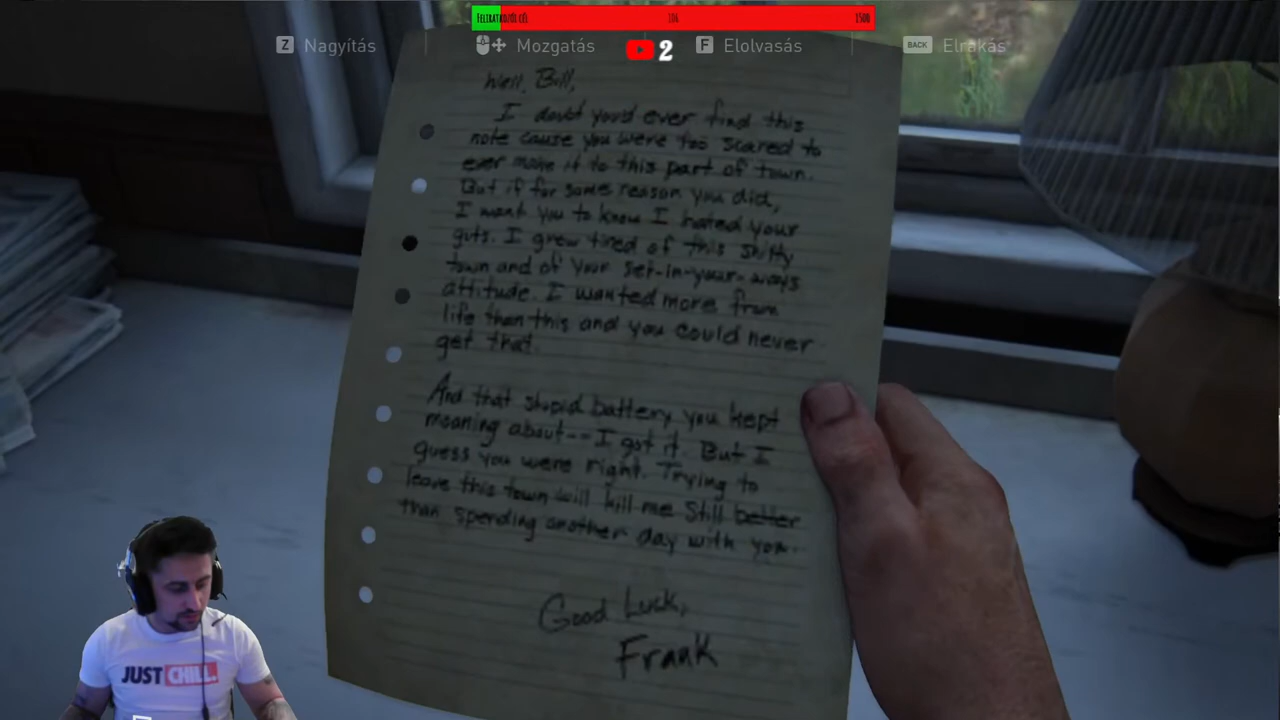 FELIRATKOZÓI CÉL 106 1500
Z Nagyítás Mozgatás 2 F Elolvasás BACK Elrakás
Well, Bill,
I doubt you'd ever find this
note cause you were too scared to
ever make it to this part of town.
But if for some reason you did,
I want you to know I hated your
guts. I grew tired of this shitty
town and of your set-in-your-ways
attitude. I wanted more from
life than this and you could never
get that.
And that stupid battery you kept
moaning about--I got it. But I
guess you were right. Trying to
leave this town will kill me. Still better
than spending another day with you.
Good Luck,
Frank
JUST CHILL.